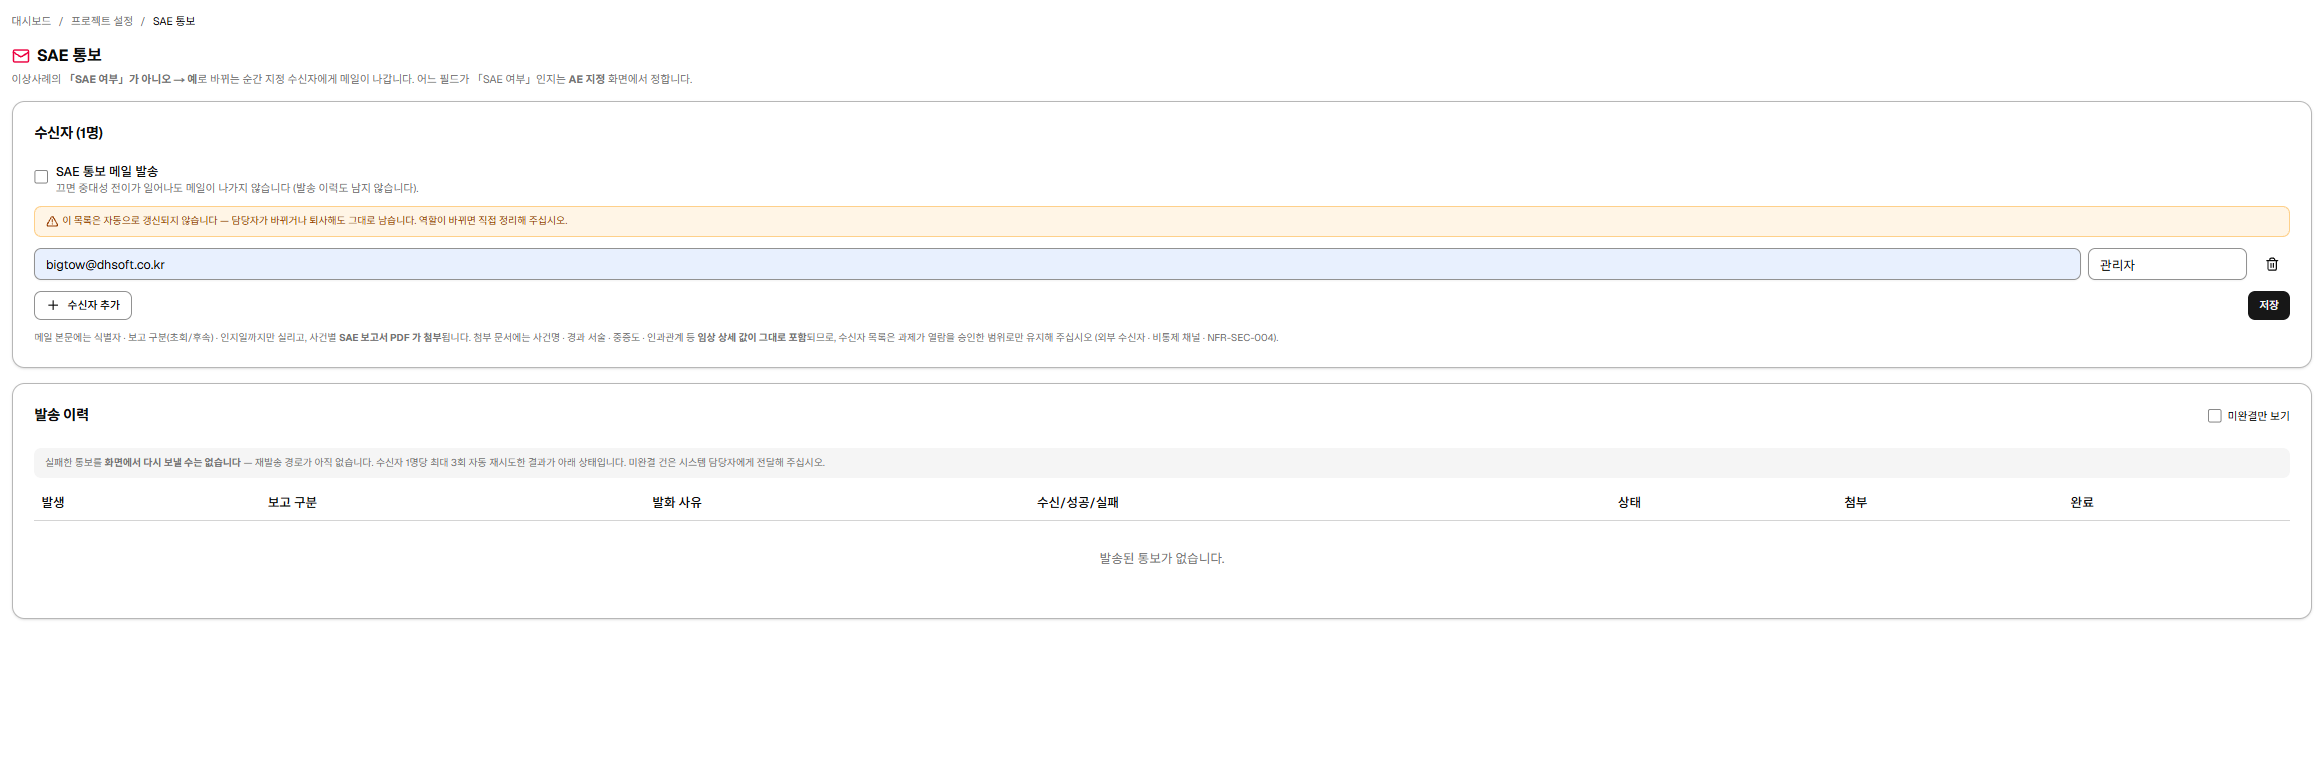 대시보드 / 프로젝트 설정 / SAE 통보
SAE 통보
이상사례의 「SAE 여부」가 아니오 → 예로 바뀌는 순간 지정 수신자에게 메일이 나갑니다. 어느 필드가 「SAE 여부」인지는 AE 지정 화면에서 정합니다.
수신자 (1명)
SAE 통보 메일 발송
끄면 중대성 전이가 일어나도 메일이 나가지 않습니다 (발송 이력도 남지 않습니다).
이 목록은 자동으로 갱신되지 않습니다 — 담당자가 바뀌거나 퇴사해도 그대로 남습니다. 역할이 바뀌면 직접 정리해 주십시오.
bigtow@dhsoft.co.kr 관리자
+ 수신자 추가 저장
메일 본문에는 식별자 · 보고 구분(초회/후속) · 인지일까지만 실리고, 사건별 SAE 보고서 PDF 가 첨부됩니다. 첨부 문서에는 사건명 · 경과 서술 · 중증도 · 인과관계 등 임상 상세 값이 그대로 포함되므로, 수신자 목록은 과제가 열람을 승인한 범위로만 유지해 주십시오 (외부 수신자 · 비통제 채널 · NFR-SEC-004).
발송 이력 미완결만 보기
실패한 통보를 화면에서 다시 보낼 수는 없습니다 — 재발송 경로가 아직 없습니다. 수신자 1명당 최대 3회 자동 재시도한 결과가 아래 상태입니다. 미완결 건은 시스템 담당자에게 전달해 주십시오.
발생 보고 구분 발화 사유 수신/성공/실패 상태 첨부 완료
발송된 통보가 없습니다.